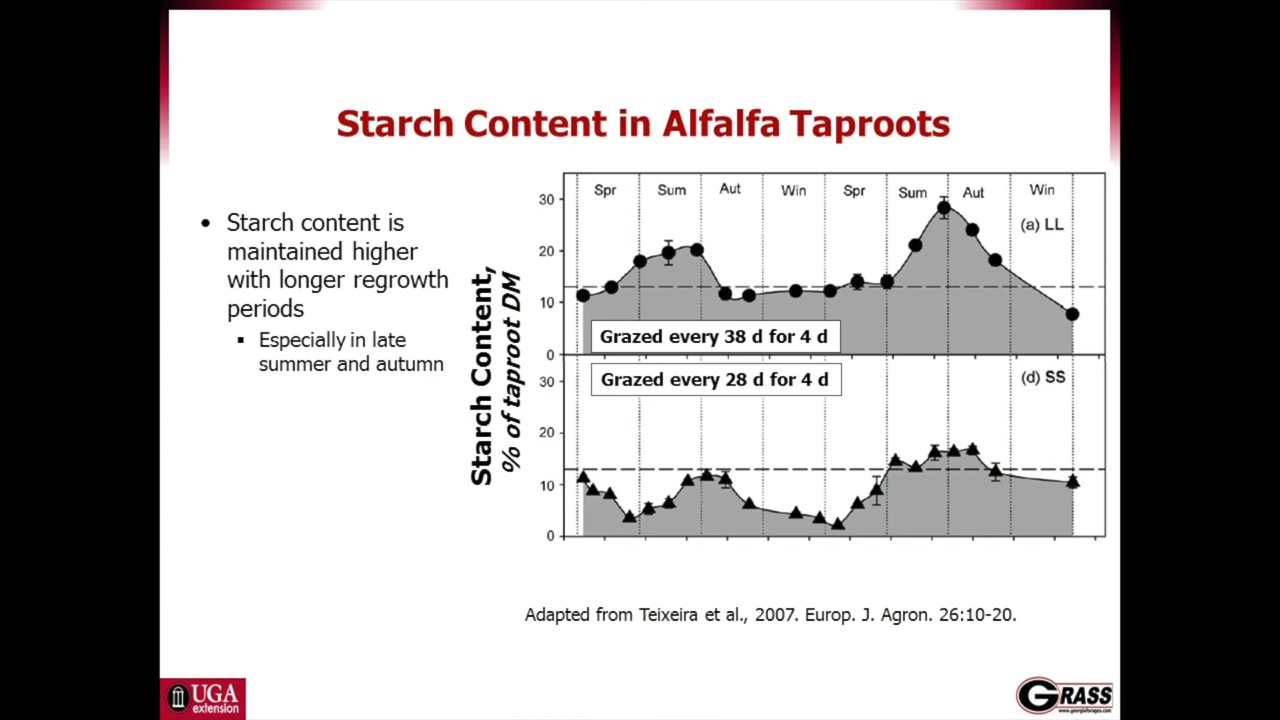 Starch Content in Alfalfa Taproots
• Starch content is
maintained higher
with longer regrowth
periods
▪ Especially in late
summer and autumn
Starch Content,
% of taproot DM
Spr Sum Aut Win Spr Sum Aut Win
30
(a) LL
20
10
Grazed every 38 d for 4 d
0
Grazed every 28 d for 4 d
(d) SS
30
20
10
0
Adapted from Teixeira et al., 2007. Europ. J. Agron. 26:10-20.
UGA
extension
GRASS
www.georgiaforages.com